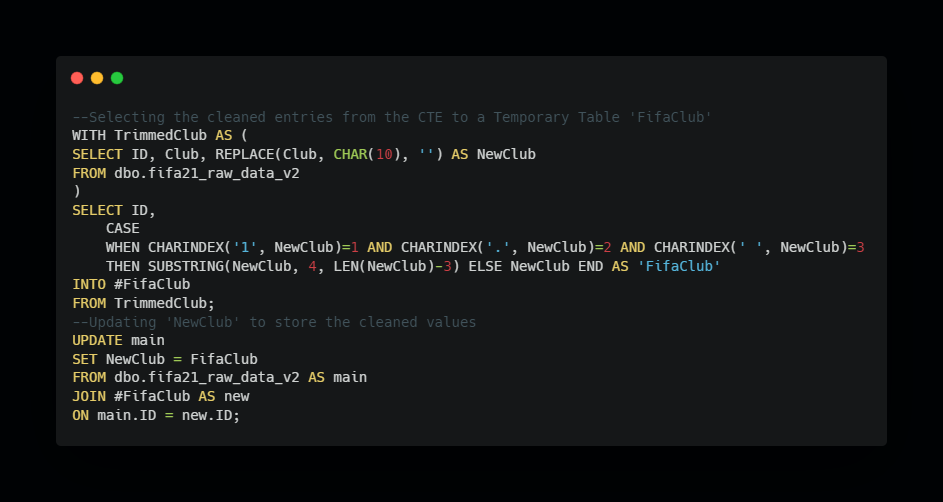 --Selecting the cleaned entries from the CTE to a Temporary Table 'FifaClub'
WITH TrimmedClub AS (
SELECT ID, Club, REPLACE(Club, CHAR(10), '') AS NewClub
FROM dbo.fifa21_raw_data_v2
)
SELECT ID,
    CASE
    WHEN CHARINDEX('1', NewClub)=1 AND CHARINDEX('.', NewClub)=2 AND CHARINDEX(' ', NewClub)=3
    THEN SUBSTRING(NewClub, 4, LEN(NewClub)-3) ELSE NewClub END AS 'FifaClub'
INTO #FifaClub
FROM TrimmedClub;
--Updating 'NewClub' to store the cleaned values
UPDATE main
SET NewClub = FifaClub
FROM dbo.fifa21_raw_data_v2 AS main
JOIN #FifaClub AS new
ON main.ID = new.ID;